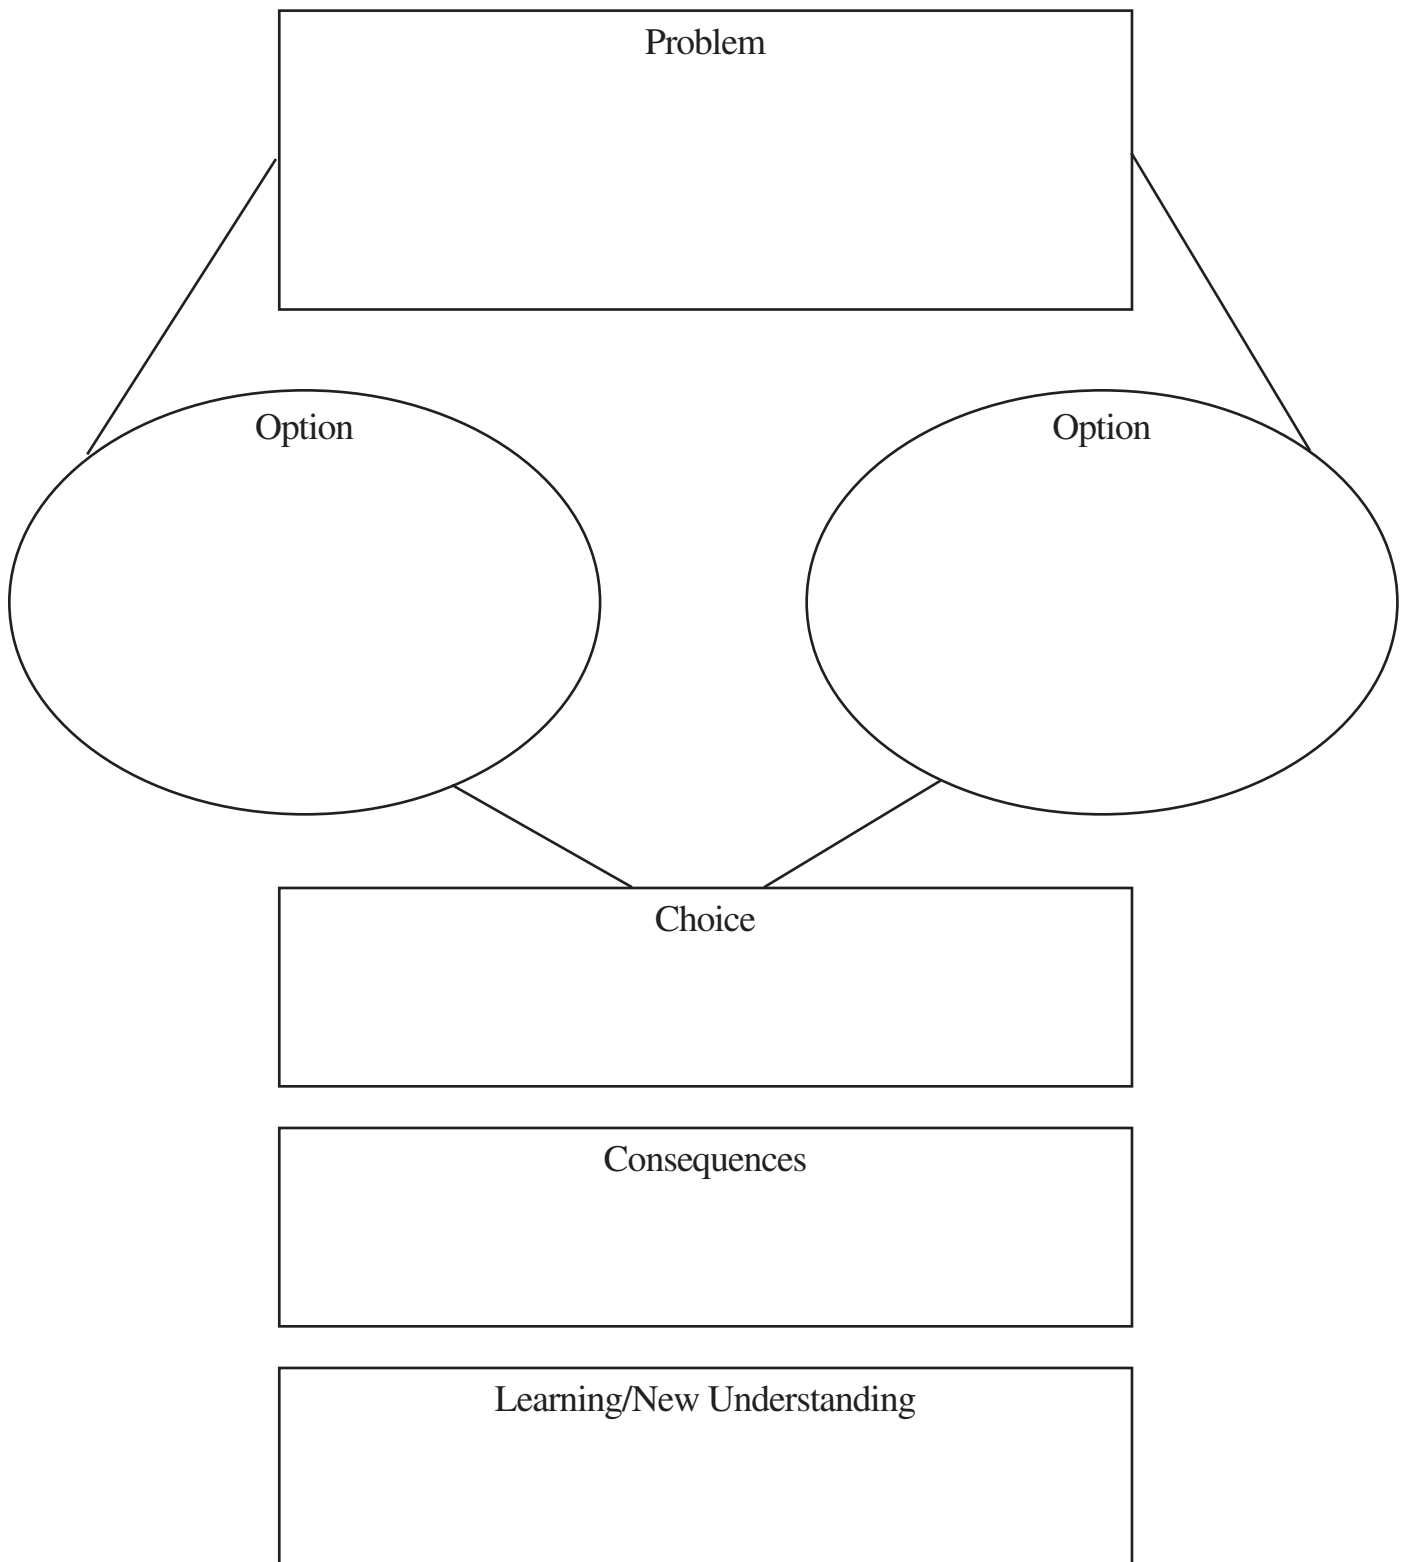 Problem
Option
Option
Choice
Consequences
Learning/New Understanding